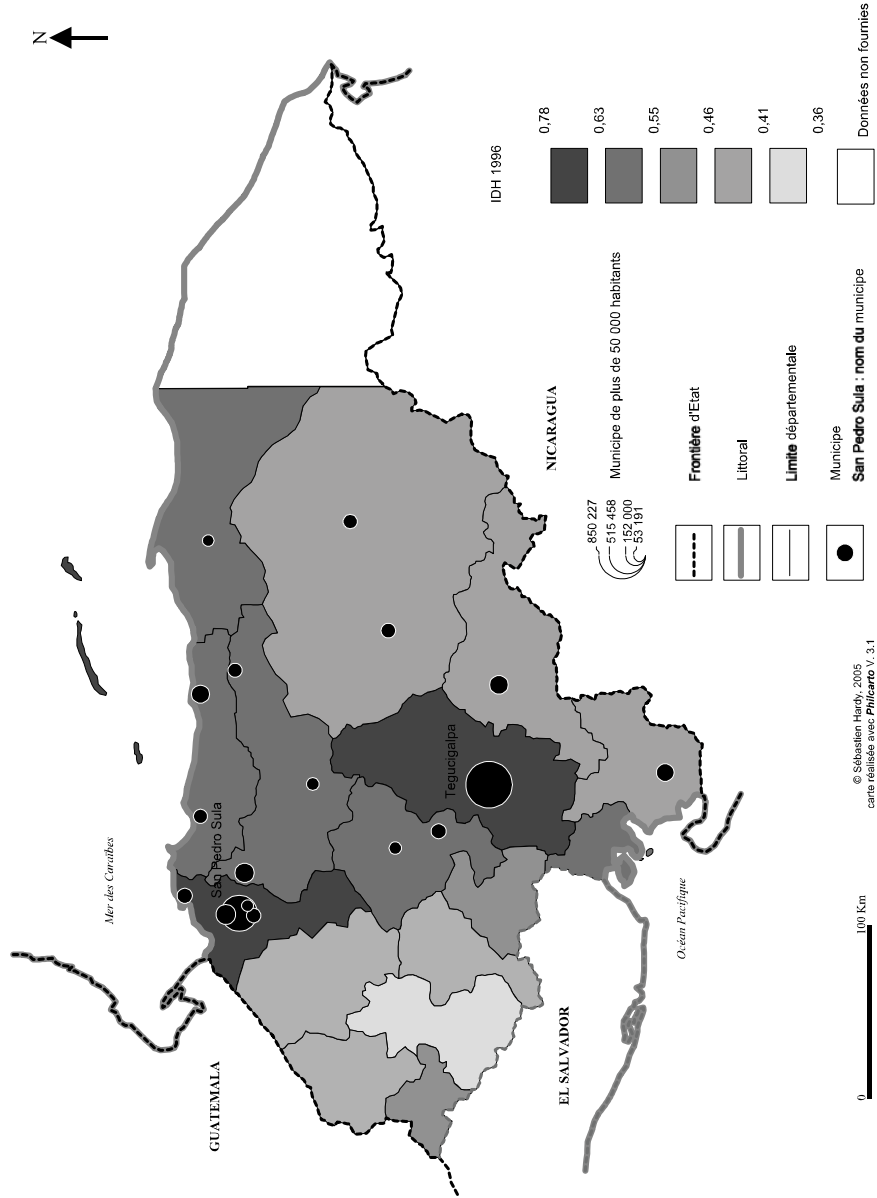 N
Mer des Caraïbes
GUATEMALA
San Pedro Sula
Tegucigalpa
EL SALVADOR
NICARAGUA
Océan Pacifique
0
100 Km
© Sébastien Hardy, 2005
carte réalisée avec Philcarto V. 3.1
850 227
515 458
152 000
53 191
Municipe de plus de 50 000 habitants
Frontière d'Etat
Littoral
Limite départementale
Municipe
San Pedro Sula : nom du municipe
IDH 1996
0,78
0,63
0,55
0,46
0,41
0,36
Données non fournies